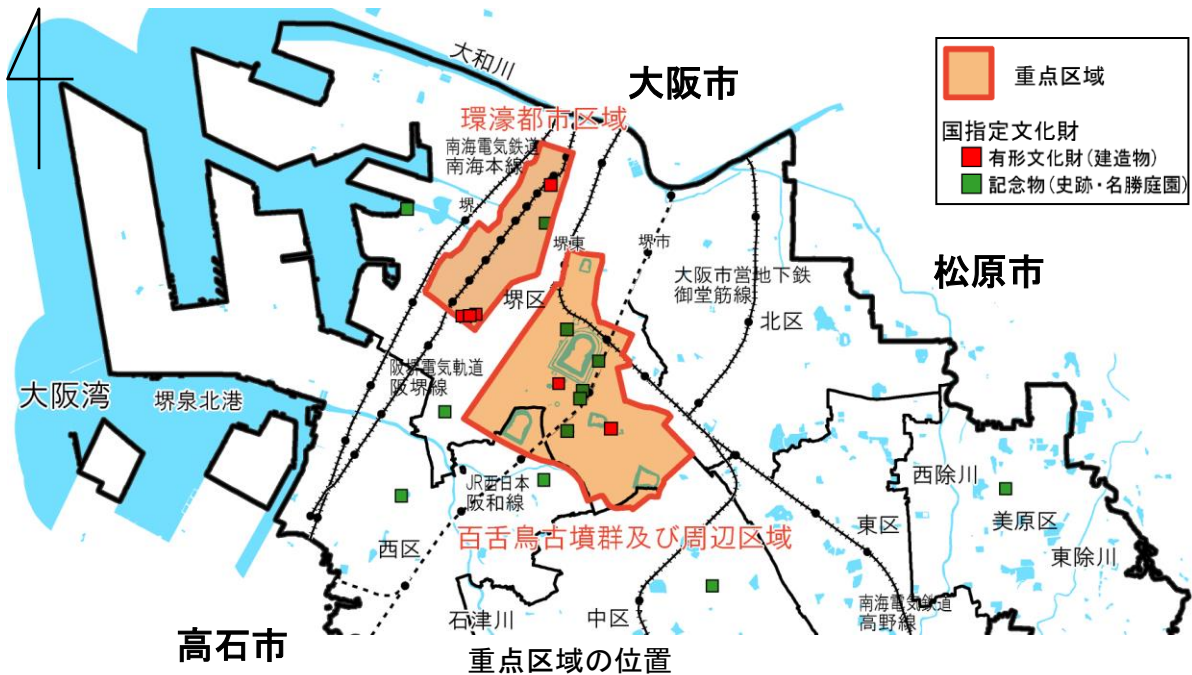 大和川
大阪市
重点区域
環濠都市区域
国指定文化財
有形文化財(建造物)
記念物(史跡・名勝庭園)
南海電気鉄道
南海本線
堺
堺東
堺市
大阪市営地下鉄
御堂筋線
松原市
堺区
北区
阪堺電気軌道
阪堺線
大阪湾
堺泉北港
JR西日本
阪和線
西除川
美原区
東区
東除川
百舌鳥古墳群及び周辺区域
西区
南海電気鉄道
高野線
石津川
中区
高石市
重点区域の位置